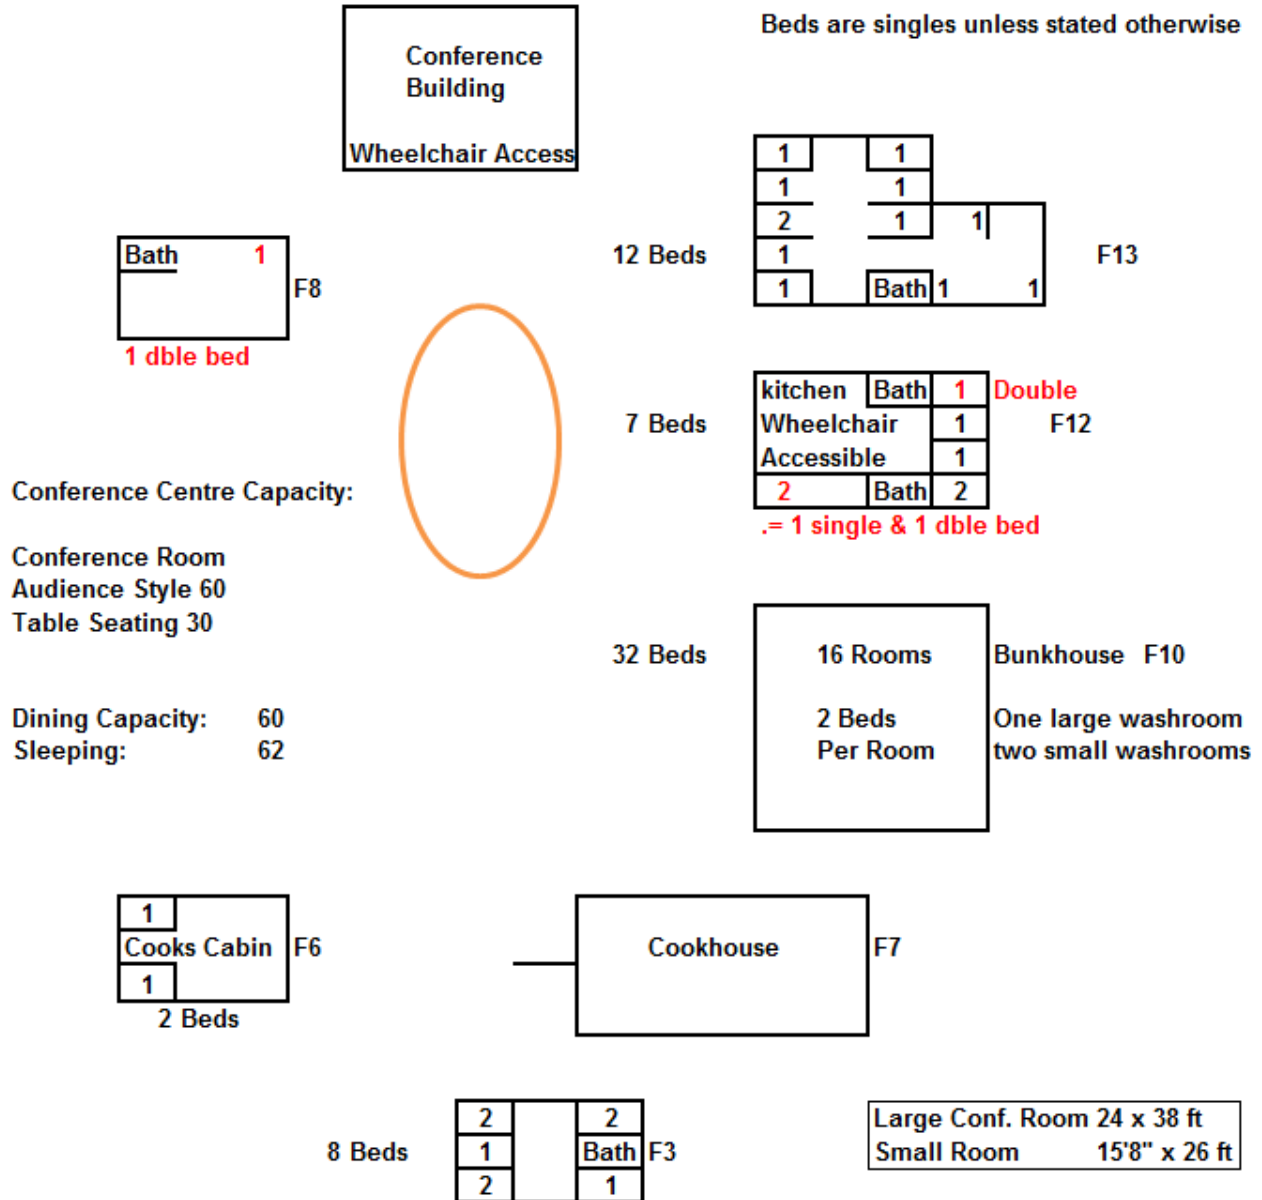 Beds are singles unless stated otherwise
Conference
Building
Wheelchair Access
1 1
1 1
2 1 1
12 Beds 1 F13
1 Bath 1 1
Bath 1
F8
1 dble bed
kitchen Bath 1 Double
7 Beds Wheelchair 1 F12
Accessible 1
2 Bath 2
.= 1 single & 1 dble bed
Conference Centre Capacity:
Conference Room
Audience Style 60
Table Seating 30
32 Beds 16 Rooms Bunkhouse F10
Dining Capacity: 60
Sleeping: 62
2 Beds One large washroom
Per Room two small washrooms
1
Cooks Cabin F6
1
2 Beds
Cookhouse F7
2 2
8 Beds 1 Bath F3
2 1
Large Conf. Room 24 x 38 ft
Small Room 15'8" x 26 ft